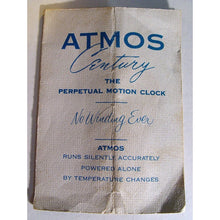 ATMOS
Century
THE
PERPETUAL MOTION CLOCK
No Winding Ever
ATMOS
RUNS SILENTLY, ACCURATELY
POWERED ALONE
BY TEMPERATURE CHANGES